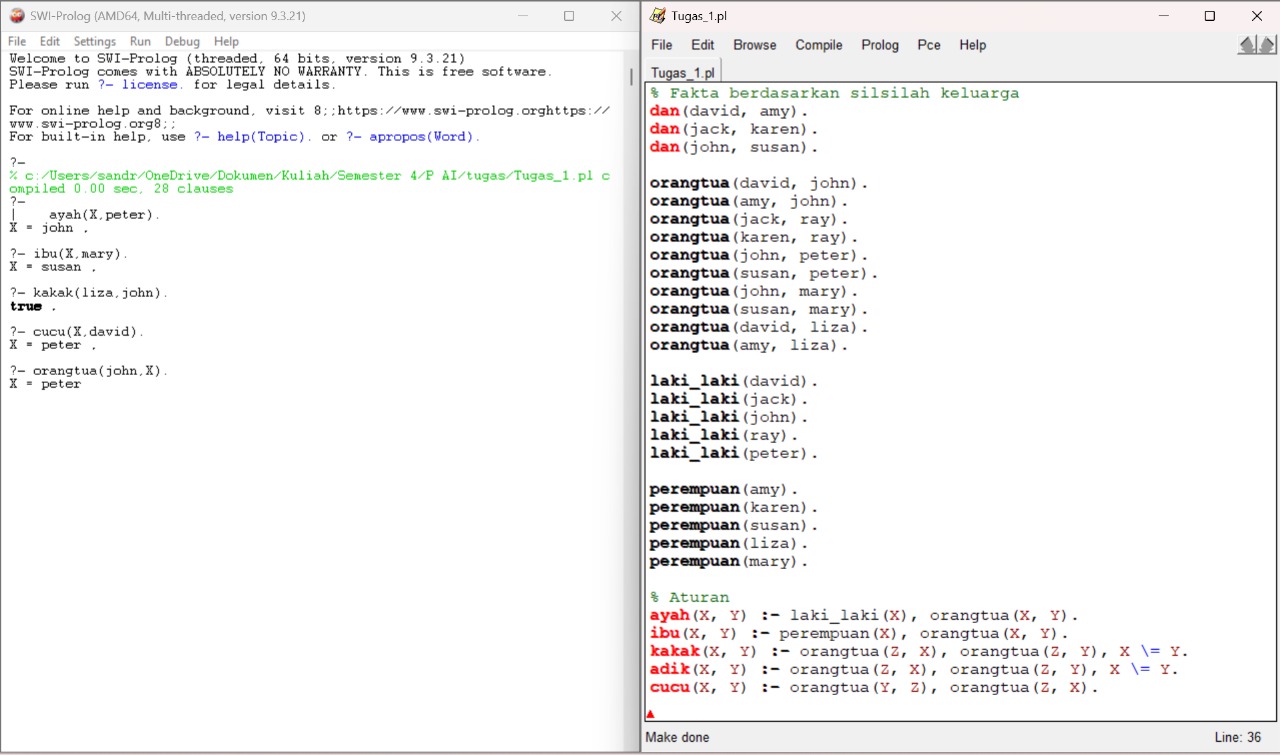 SWI-Prolog (AMD64, Multi-threaded, version 9.3.21)
File Edit Settings Run Debug Help
Welcome to SWI-Prolog (threaded, 64 bits, version 9.3.21)
SWI-Prolog comes with ABSOLUTELY NO WARRANTY. This is free software.
Please run ?- license. for legal details.
For online help and background, visit 8;;https://www.swi-prolog.orghttps://
www.swi-prolog.org8;;
For built-in help, use ?- help(Topic). or ?- apropos(Word).
?-
% c:/Users/sandr/OneDrive/Dokumen/Kuliah/Semester 4/P AI/tugas/Tugas_1.pl c
ompiled 0.00 sec, 28 clauses
?-
|    ayah(X,peter).
X = john .
?- ibu(X,mary).
X = susan .
?- kakak(liza,john).
true .
?- cucu(X,david).
X = peter .
?- orangtua(john,X).
X = peter
Tugas_1.pl
File Edit Browse Compile Prolog Pce Help
Tugas_1.pl
% Fakta berdasarkan silsilah keluarga
dan(david, amy).
dan(jack, karen).
dan(john, susan).
orangtua(david, john).
orangtua(amy, john).
orangtua(jack, ray).
orangtua(karen, ray).
orangtua(john, peter).
orangtua(susan, peter).
orangtua(john, mary).
orangtua(susan, mary).
orangtua(david, liza).
orangtua(amy, liza).
laki_laki(david).
laki_laki(jack).
laki_laki(john).
laki_laki(ray).
laki_laki(peter).
perempuan(amy).
perempuan(karen).
perempuan(susan).
perempuan(liza).
perempuan(mary).
% Aturan
ayah(X, Y) :- laki_laki(X), orangtua(X, Y).
ibu(X, Y) :- perempuan(X), orangtua(X, Y).
kakak(X, Y) :- orangtua(Z, X), orangtua(Z, Y), X \= Y.
adik(X, Y) :- orangtua(Z, X), orangtua(Z, Y), X \= Y.
cucu(X, Y) :- orangtua(Y, Z), orangtua(Z, X).
Make done
Line: 36